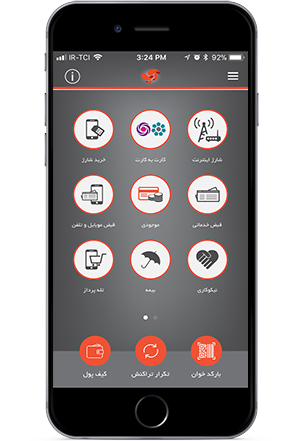 IR-TCI 3:24 PM 92%
شارژ اینترنت کارت به کارت خرید شارژ
قبض خدماتی موجودی قبض موبایل و تلفن
نیکوکاری بیمه تله پرداز
بارکد خوان تکرار تراکنش کیف پول